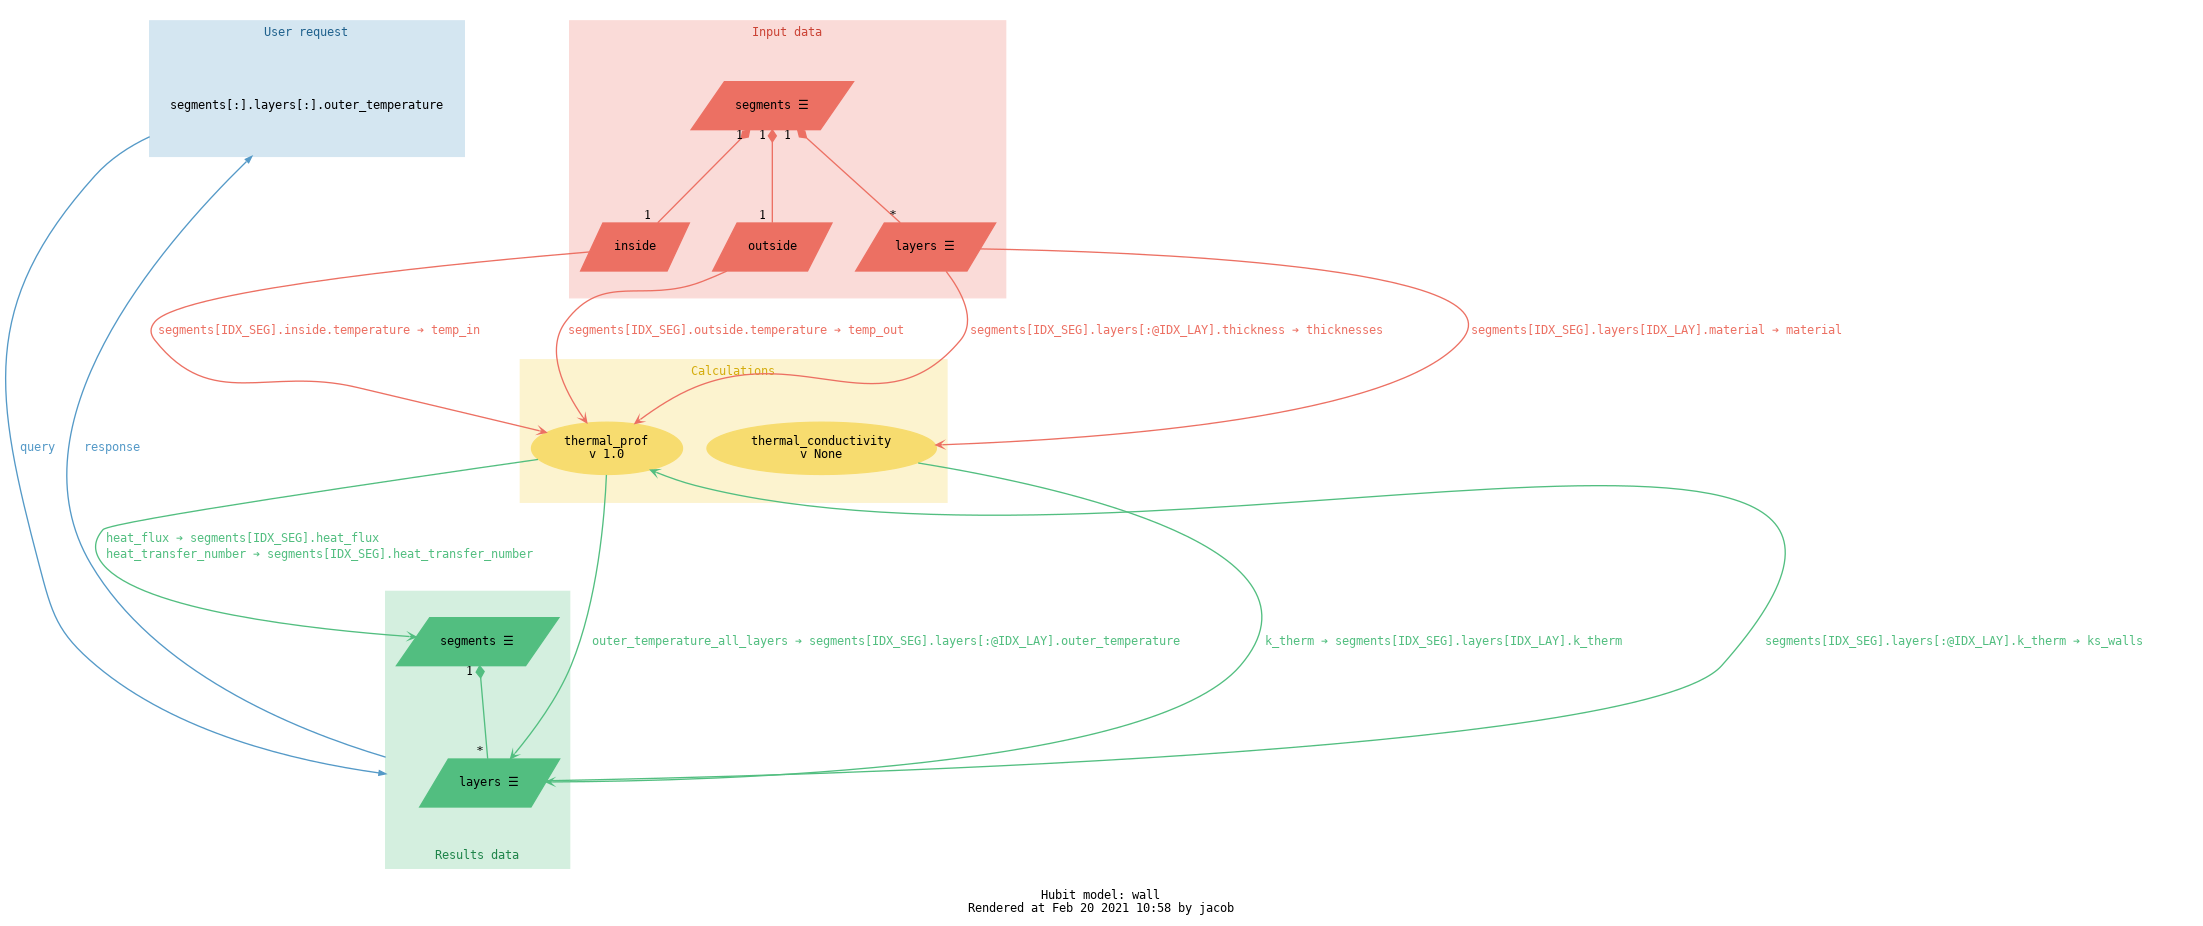 User request
segments[:].layers[:].outer_temperature
Input data
segments ☰
1 1 1
1 1 *
inside
outside
layers ☰
segments[IDX_SEG].inside.temperature ➔ temp_in
segments[IDX_SEG].outside.temperature ➔ temp_out
segments[IDX_SEG].layers[:@IDX_LAY].thickness ➔ thicknesses
segments[IDX_SEG].layers[IDX_LAY].material ➔ material
Calculations
thermal_prof
v 1.0
thermal_conductivity
v None
query
response
heat_flux ➔ segments[IDX_SEG].heat_flux
heat_transfer_number ➔ segments[IDX_SEG].heat_transfer_number
segments ☰
1
outer_temperature_all_layers ➔ segments[IDX_SEG].layers[:@IDX_LAY].outer_temperature
k_therm ➔ segments[IDX_SEG].layers[IDX_LAY].k_therm
segments[IDX_SEG].layers[:@IDX_LAY].k_therm ➔ ks_walls
*
layers ☰
Results data
Hubit model: wall
Rendered at Feb 20 2021 10:58 by jacob